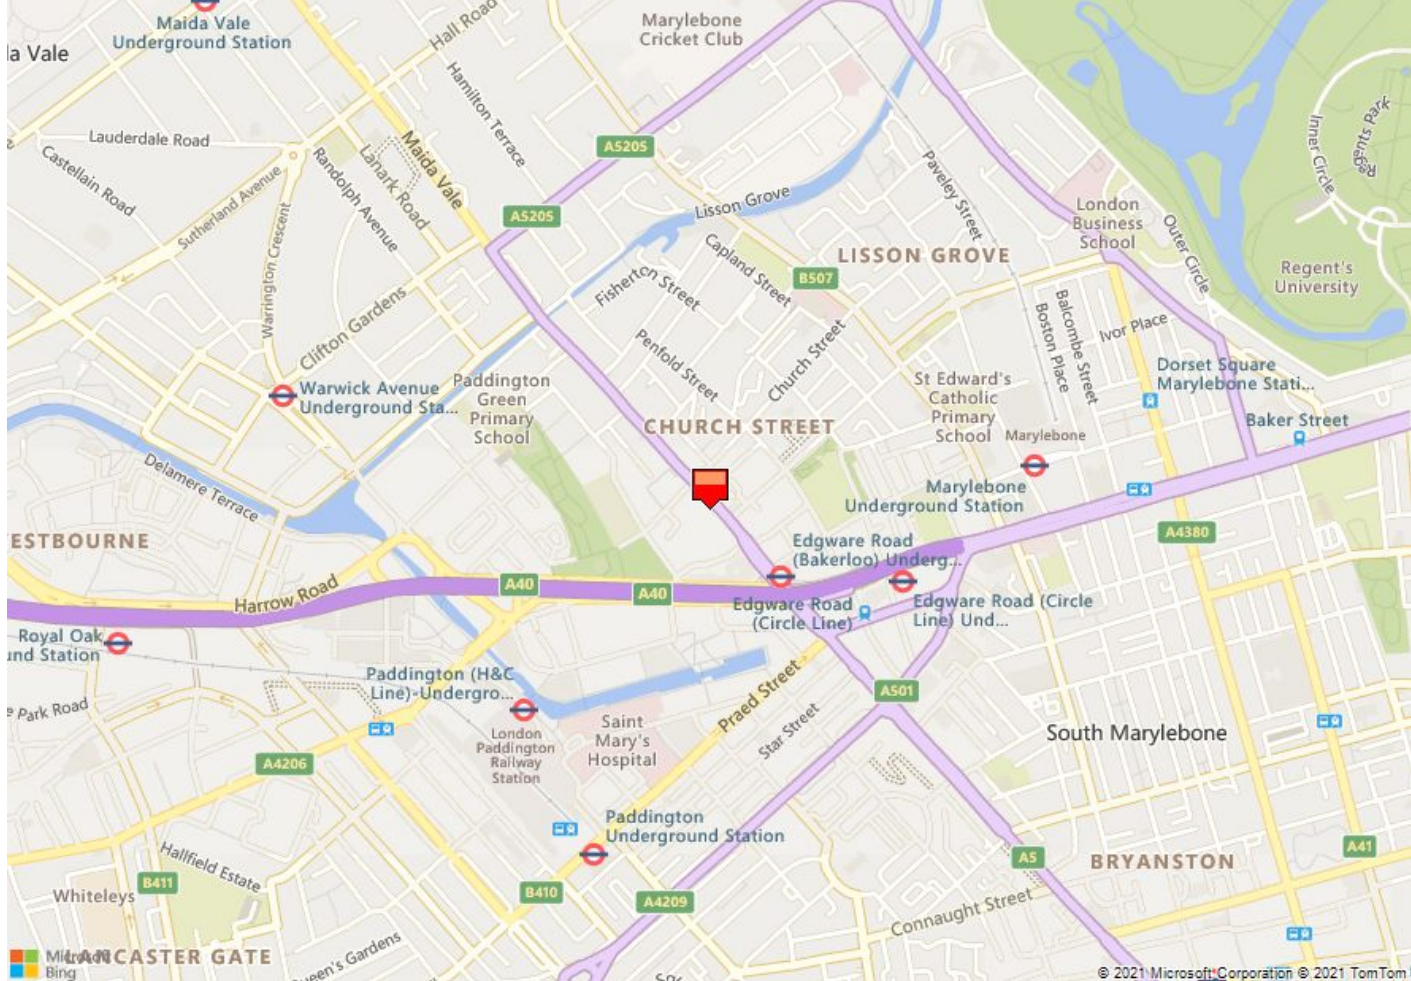 Maida Vale
Underground Station
la Vale
Hall Road
Marylebone
Cricket Club
Hamilton Terrace
Lauderdale Road
Castellain Road
Sutherland Avenue
Randolph Avenue
Lanark Road
Maida Vale
A5205
A5205
Paveley Street
Inner Circle
Regents Park
Lisson Grove
London
Business
School
Outer Circle
Warrington Crescent
Capland Street
LISSON GROVE
B507
Regent's
University
Fisherton Street
Clifton Gardens
Penfold Street
Church Street
Boston Place
Balcombe Street
Ivor Place
Warwick Avenue
Underground Sta...
Paddington
Green
Primary
School
St Edward's
Catholic
Primary
School
Dorset Square
Marylebone Stati...
Baker Street
CHURCH STREET
Marylebone
Delamere Terrace
Marylebone
Underground Station
ESTBOURNE
Edgware Road
(Bakerloo) Underg...
A4380
Harrow Road
A40
A40
Edgware Road
(Circle Line)
Edgware Road (Circle
Line) Und...
Royal Oak
und Station
Paddington (H&C
Line)-Undergro...
e Park Road
Praed Street
A501
Star Street
Saint
Mary's
Hospital
London
Paddington
Railway
Station
South Marylebone
A4206
Paddington
Underground Station
Hallfield Estate
Whiteleys
B411
B410
A4209
A5
BRYANSTON
A41
Connaught Street
LANCASTER GATE
Microsoft
Bing
een's Gardens
© 2021 Microsoft Corporation © 2021 TomTom